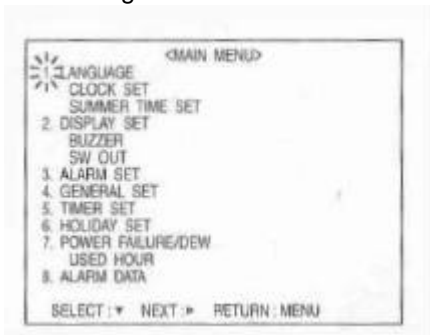 <MAIN MENU>
1. LANGUAGE
CLOCK SET
SUMMER TIME SET
2. DISPLAY SET
BUZZER
SW OUT
3. ALARM SET
4. GENERAL SET
5. TIMER SET
6. HOLIDAY SET
7. POWER FAILURE/DEW
USED HOUR
8. ALARM DATA
SELECT:▼ NEXT:► RETURN:MENU